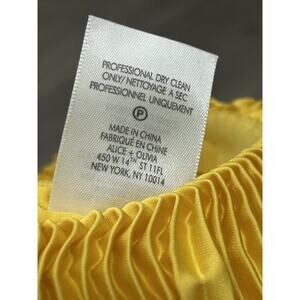 PROFESSIONAL DRY CLEAN
ONLY/ NETTOYAGE A SEC
PROFESSIONNEL UNIQUEMENT
P
MADE IN CHINA
FABRIQUÉ EN CHINE
ALICE + OLIVIA
450 W 14TH ST 11FL
NEW YORK, NY 10014